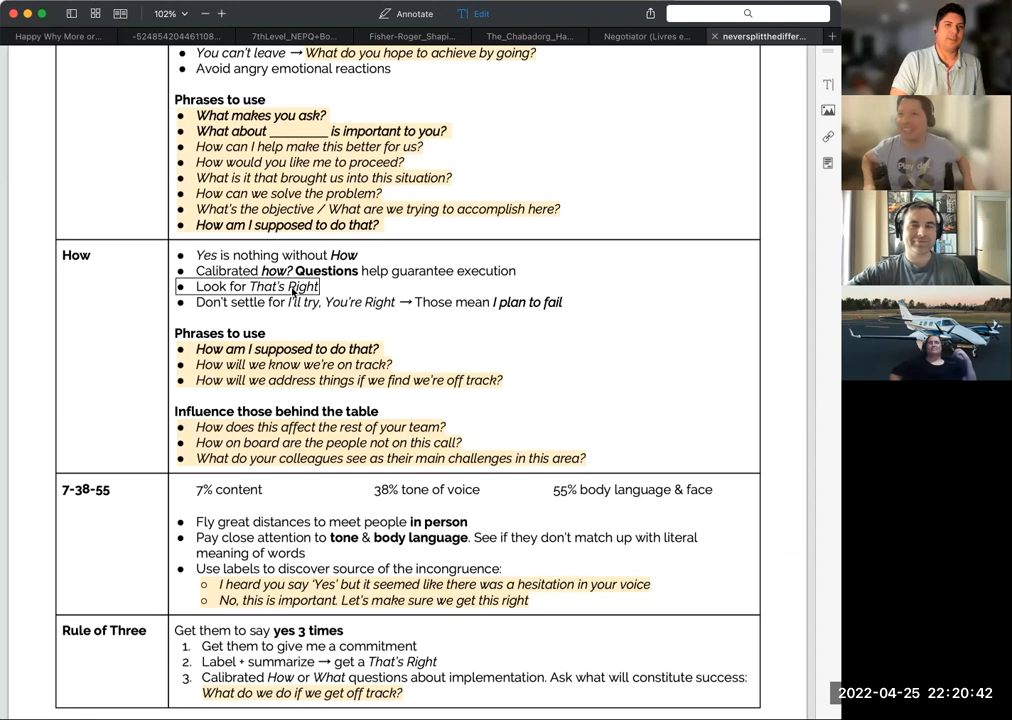 102%
Annotate
Edit
Happy Why More or...
-524854204461108...
7thLevel_NEPQ+Bo...
Fisher-Roger_Shapi...
The_Chabadorg_Ha...
Negotiator (Livres e...
neversplitthediffer...
You can't leave → What do you hope to achieve by going?
Avoid angry emotional reactions
Phrases to use
What makes you ask?
What about ________ is important to you?
How can I help make this better for us?
How would you like me to proceed?
What is it that brought us into this situation?
How can we solve the problem?
What's the objective / What are we trying to accomplish here?
How am I supposed to do that?
How
Yes is nothing without How
Calibrated how? Questions help guarantee execution
Look for That's Right
Don't settle for I'll try, You're Right → Those mean I plan to fail
Phrases to use
How am I supposed to do that?
How will we know we're on track?
How will we address things if we find we're off track?
Influence those behind the table
How does this affect the rest of your team?
How on board are the people not on this call?
What do your colleagues see as their main challenges in this area?
7-38-55
7% content 38% tone of voice 55% body language & face
Fly great distances to meet people in person
Pay close attention to tone & body language. See if they don't match up with literal
meaning of words
Use labels to discover source of the incongruence:
I heard you say 'Yes' but it seemed like there was a hesitation in your voice
No, this is important. Let's make sure we get this right
Rule of Three
Get them to say yes 3 times
1. Get them to give me a commitment
2. Label + summarize → get a That's Right
3. Calibrated How or What questions about implementation. Ask what will constitute success:
What do we do if we get off track?
2022-04-25 22:20:42